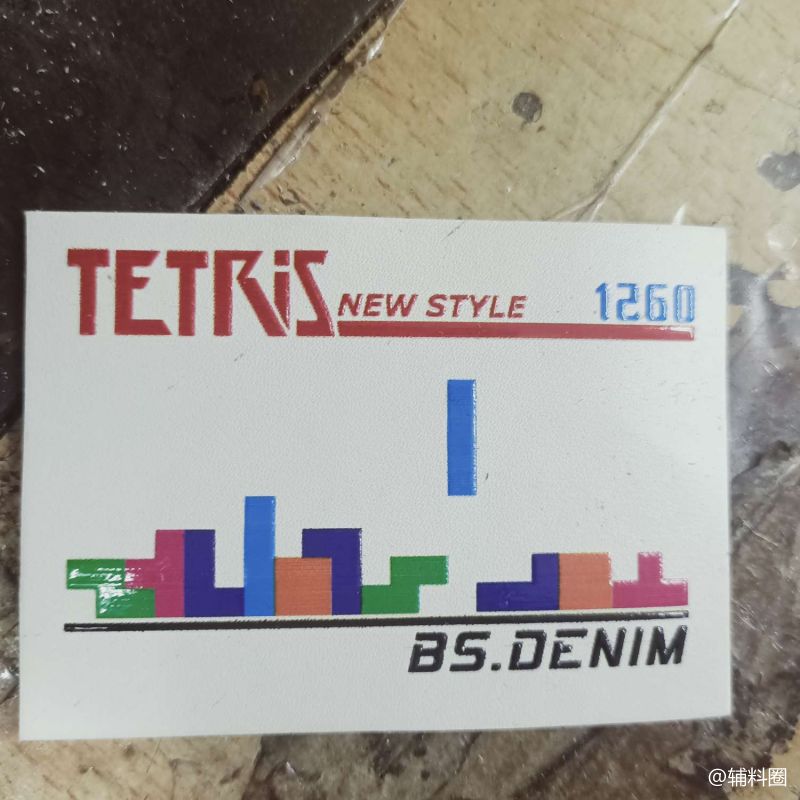 TETRiS NEW STYLE 1260
BS.DENIM
@辅料圈